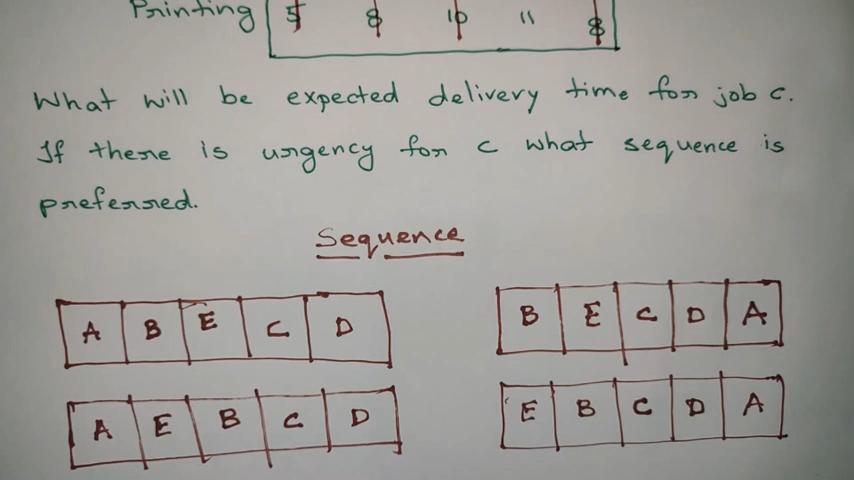 Printing 5 8 10 11 8
What will be expected delivery time for job c.
If there is urgency for c what sequence is
preferred.
Sequence
A B E C D
B E C D A
A E B C D
E B C D A